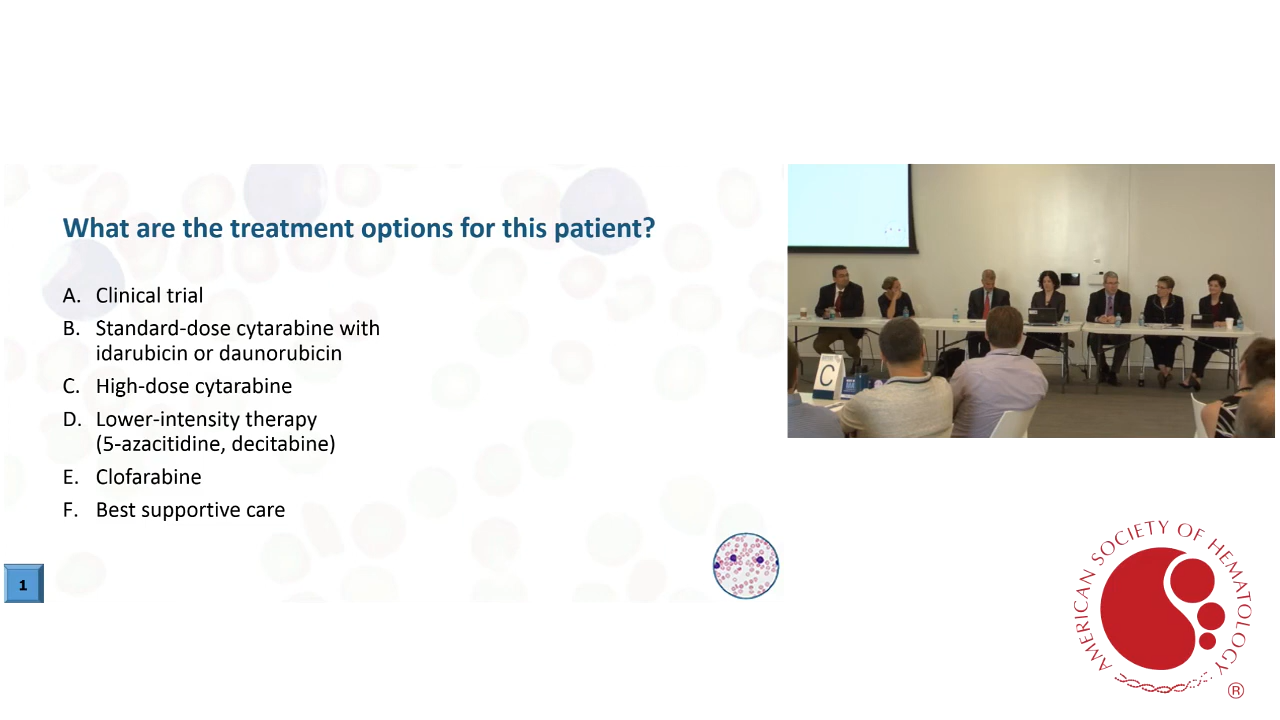 What are the treatment options for this patient?
A. Clinical trial
B. Standard-dose cytarabine with
idarubicin or daunorubicin
C. High-dose cytarabine
D. Lower-intensity therapy
(5-azacitidine, decitabine)
E. Clofarabine
F. Best supportive care
1
C
AMERICAN SOCIETY OF HEMATOLOGY
®